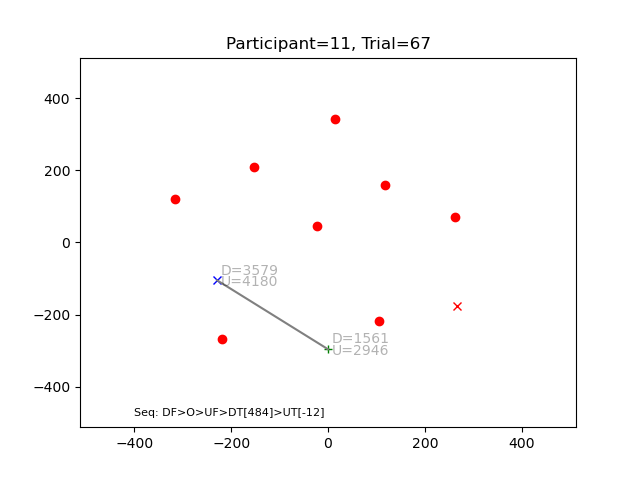 Participant=11, Trial=67
400
200
0
−200
−400
D=3579
U=4180
D=1561
U=2946
Seq: DF>O>UF>DT[484]>UT[-12]
−400
−200
0
200
400